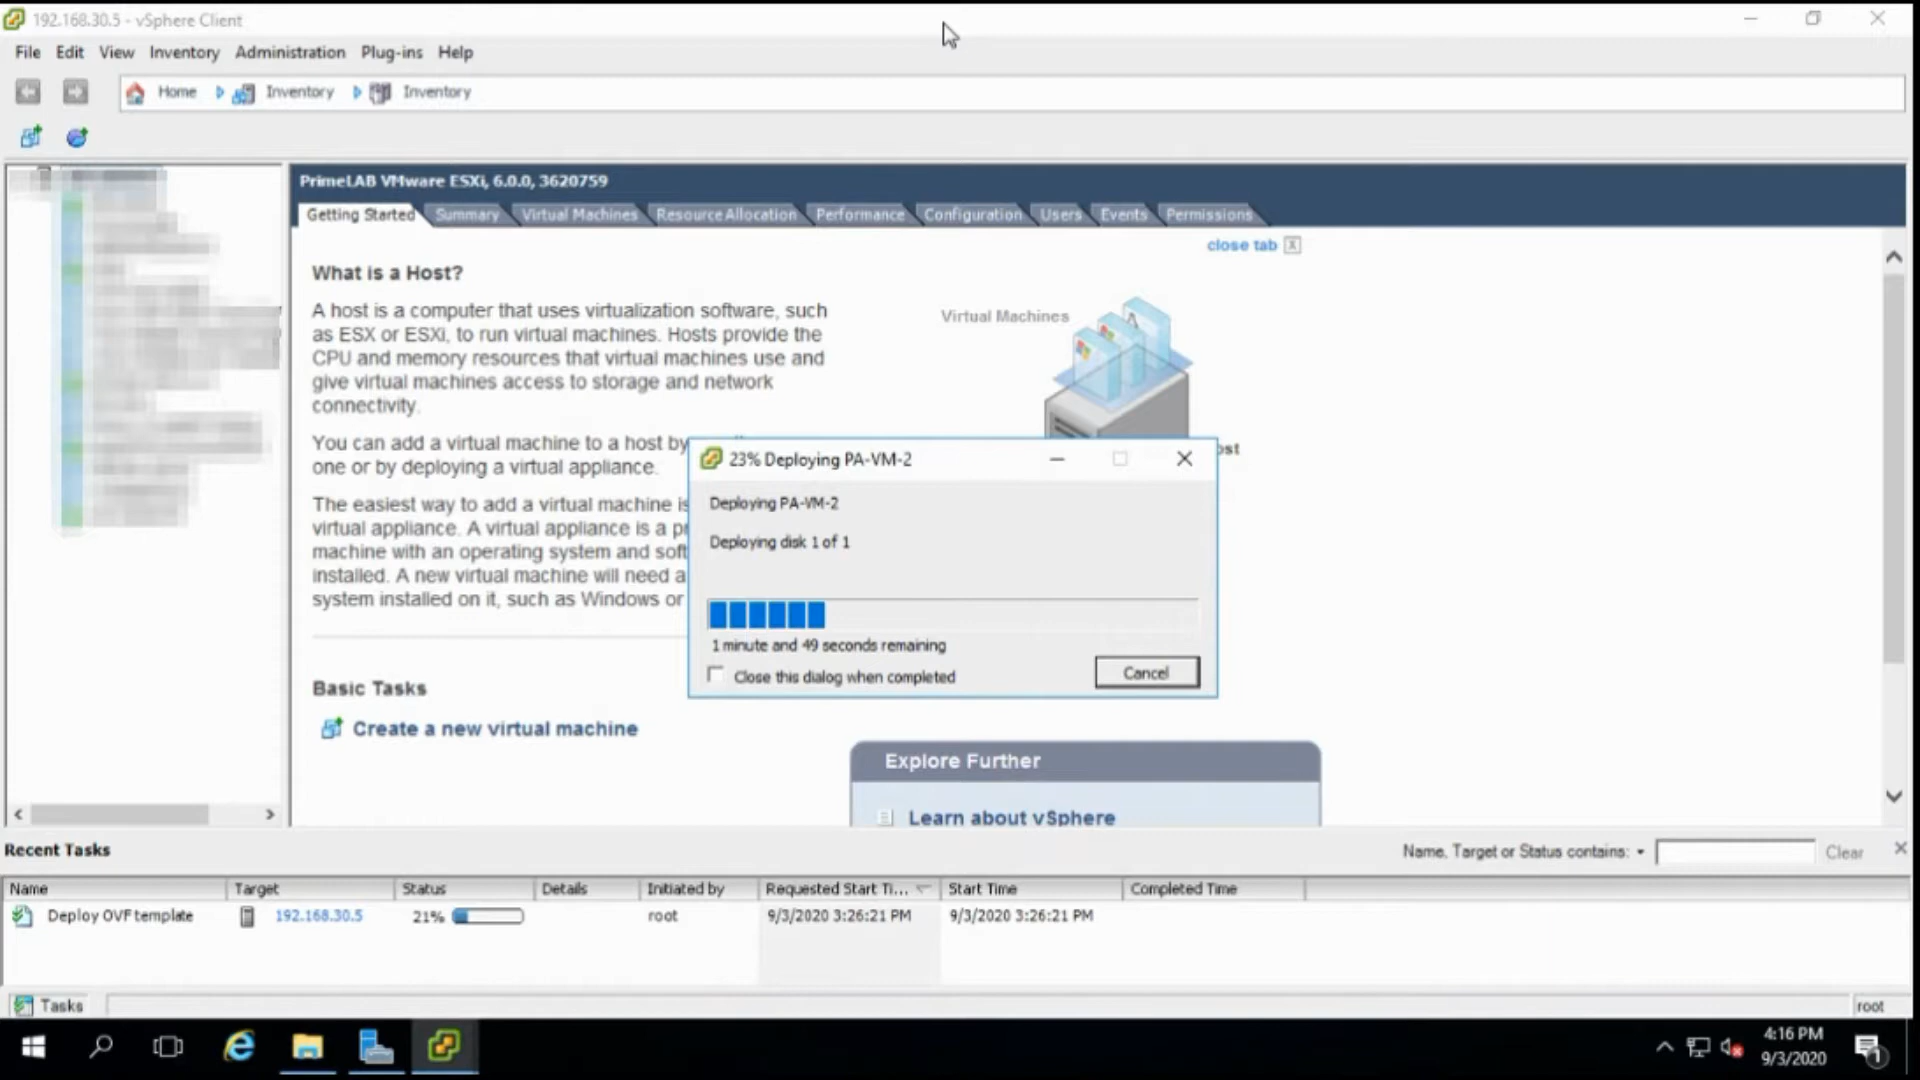 192.168.30.5 - vSphere Client
File Edit View Inventory Administration Plug-ins Help
Home Inventory Inventory
PrimeLAB VMware ESXi, 6.0.0, 3620759
Getting Started Summary Virtual Machines Resource Allocation Performance Configuration Users Events Permissions
close tab
What is a Host?
A host is a computer that uses virtualization software, such
as ESX or ESXi, to run virtual machines. Hosts provide the
CPU and memory resources that virtual machines use and
give virtual machines access to storage and network
connectivity.
You can add a virtual machine to a host by
one or by deploying a virtual appliance.
The easiest way to add a virtual machine is
virtual appliance. A virtual appliance is a
machine with an operating system and
installed. A new virtual machine will need a
system installed on it, such as Windows or
Virtual Machines
23% Deploying PA-VM-2
Deploying PA-VM-2
Deploying disk 1 of 1
1 minute and 49 seconds remaining
Close this dialog when completed
Cancel
Basic Tasks
Create a new virtual machine
Explore Further
Learn about vSphere
Recent Tasks
Name, Target or Status contains:
Clear
Name Target Status Details Initiated by Requested Start Ti... Start Time Completed Time
Deploy OVF template 192.168.30.5 21% root 9/3/2020 3:26:21 PM 9/3/2020 3:26:21 PM
Tasks
root
4:16 PM
9/3/2020
1